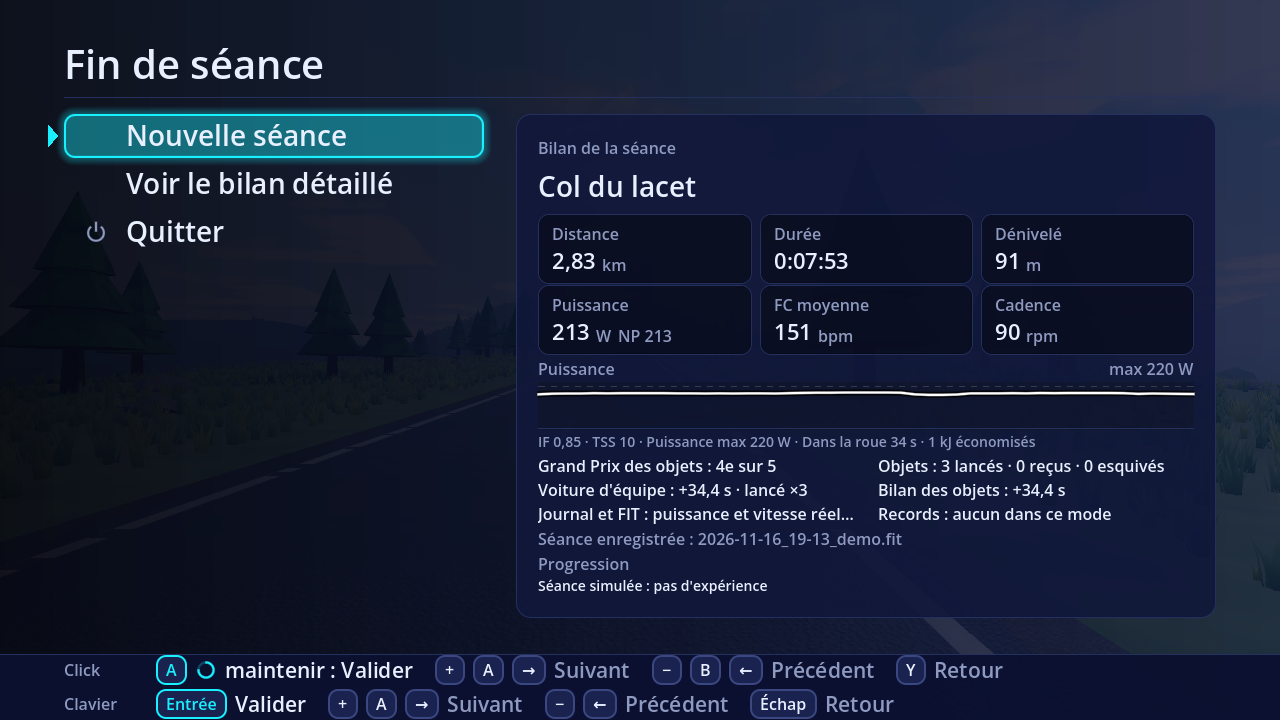 Fin de séance
Nouvelle séance
Voir le bilan détaillé
Quitter
Bilan de la séance
Col du lacet
Distance
2,83 km
Durée
0:07:53
Dénivelé
91 m
Puissance
213 W NP 213
FC moyenne
151 bpm
Cadence
90 rpm
Puissance max 220 W
IF 0,85 · TSS 10 · Puissance max 220 W · Dans la roue 34 s · 1 kJ économisés
Grand Prix des objets : 4e sur 5
Objets : 3 lancés · 0 reçus · 0 esquivés
Voiture d'équipe : +34,4 s · lancé ×3
Bilan des objets : +34,4 s
Journal et FIT : puissance et vitesse réel…
Records : aucun dans ce mode
Séance enregistrée : 2026-11-16_19-13_demo.fit
Progression
Séance simulée : pas d'expérience
Click A maintenir : Valider + A → Suivant − B ← Précédent Y Retour
Clavier Entrée Valider + A → Suivant − ← Précédent Échap Retour